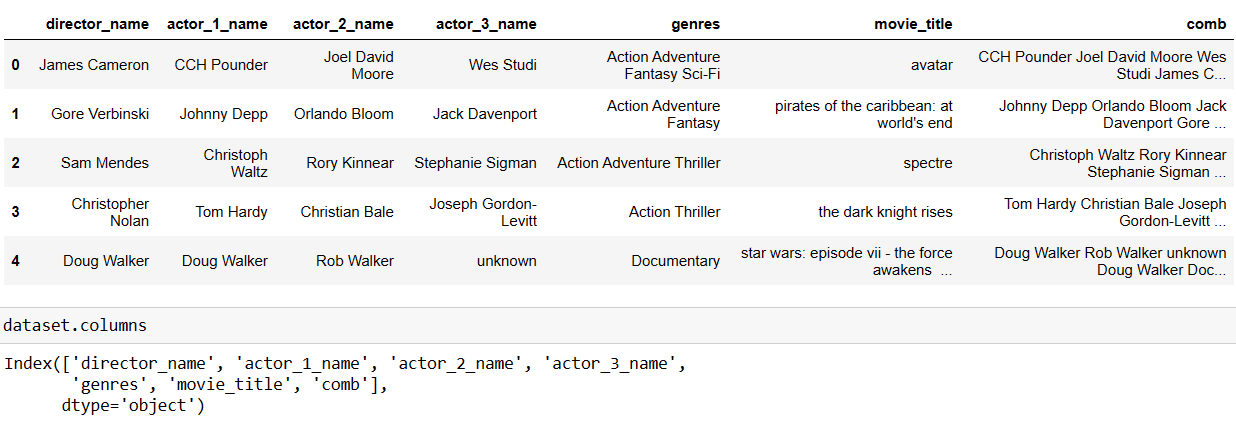 director_name actor_1_name actor_2_name actor_3_name genres movie_title comb
0 James Cameron CCH Pounder Joel David Moore Wes Studi Action Adventure Fantasy Sci-Fi avatar CCH Pounder Joel David Moore Wes Studi James C...
1 Gore Verbinski Johnny Depp Orlando Bloom Jack Davenport Action Adventure Fantasy pirates of the caribbean: at world's end Johnny Depp Orlando Bloom Jack Davenport Gore ...
2 Sam Mendes Christoph Waltz Rory Kinnear Stephanie Sigman Action Adventure Thriller spectre Christoph Waltz Rory Kinnear Stephanie Sigman ...
3 Christopher Nolan Tom Hardy Christian Bale Joseph Gordon-Levitt Action Thriller the dark knight rises Tom Hardy Christian Bale Joseph Gordon-Levitt ...
4 Doug Walker Doug Walker Rob Walker unknown Documentary star wars: episode vii - the force awakens ... Doug Walker Rob Walker unknown Doug Walker Doc...
dataset.columns
Index(['director_name', 'actor_1_name', 'actor_2_name', 'actor_3_name',
'genres', 'movie_title', 'comb'],
dtype='object')